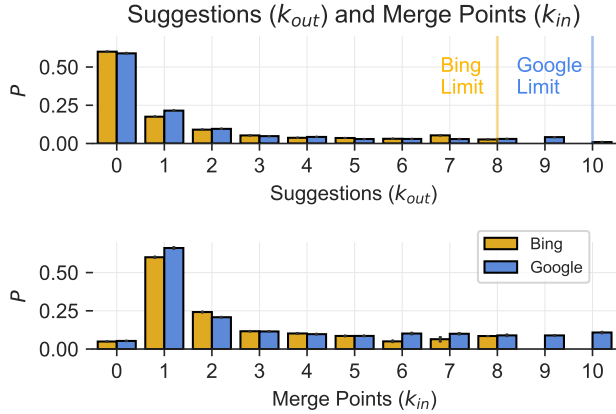 Suggestions (k_out) and Merge Points (k_in)
P
0.50
0.25
0.00
Bing
Limit
Google
Limit
0 1 2 3 4 5 6 7 8 9 10
Suggestions (k_out)
P
0.50
0.25
0.00
Bing
Google
0 1 2 3 4 5 6 7 8 9 10
Merge Points (k_in)